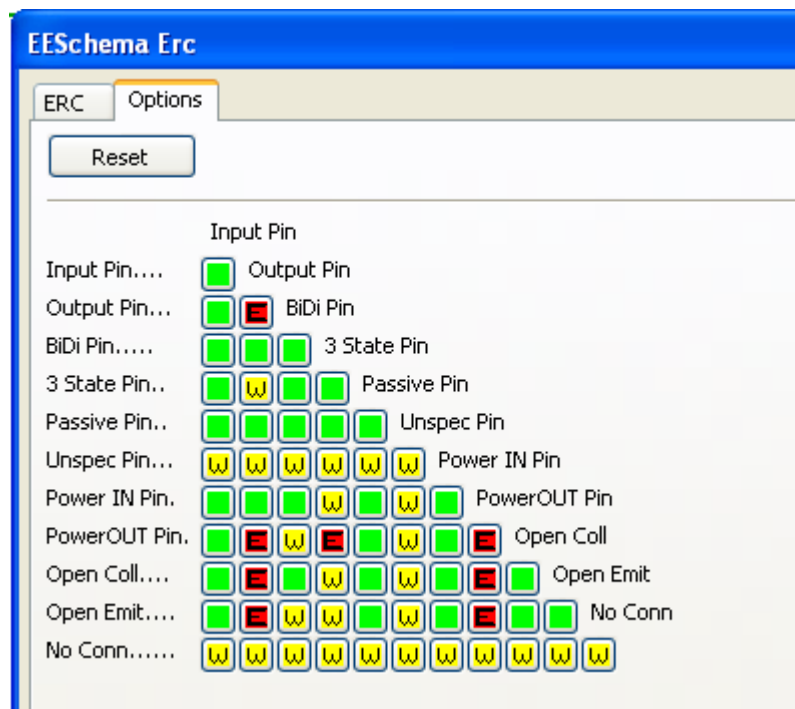 EESchema Erc
ERC Options
Reset
Input Pin
Input Pin.... Output Pin
Output Pin... E BiDi Pin
BiDi Pin..... 3 State Pin
3 State Pin.. W Passive Pin
Passive Pin.. Unspec Pin
Unspec Pin... W W W W W W Power IN Pin
Power IN Pin. W W PowerOUT Pin
PowerOUT Pin. E W E W E Open Coll
Open Coll.... E W W E Open Emit
Open Emit.... E W W W E No Conn
No Conn...... W W W W W W W W W W W